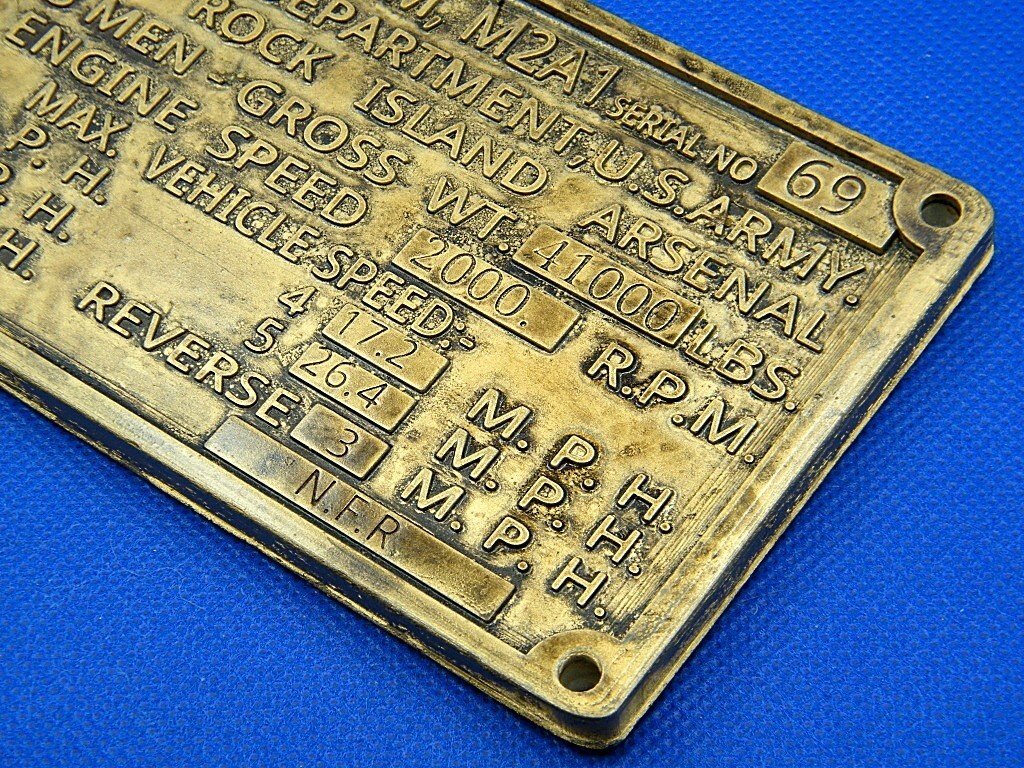 M, M2A1 SERIAL NO 69
DEPARTMENT, U.S. ARMY.
ROCK ISLAND ARSENAL
MEN - GROSS WT. 41000 LBS.
ENGINE SPEED 2000. R.P.M.
MAX. VEHICLE SPEED:-
P. H. 4 17.2 M. P. H.
P. H. 5 26.4 M. P. H.
H. REVERSE 3 M. P. H.
N.F.R